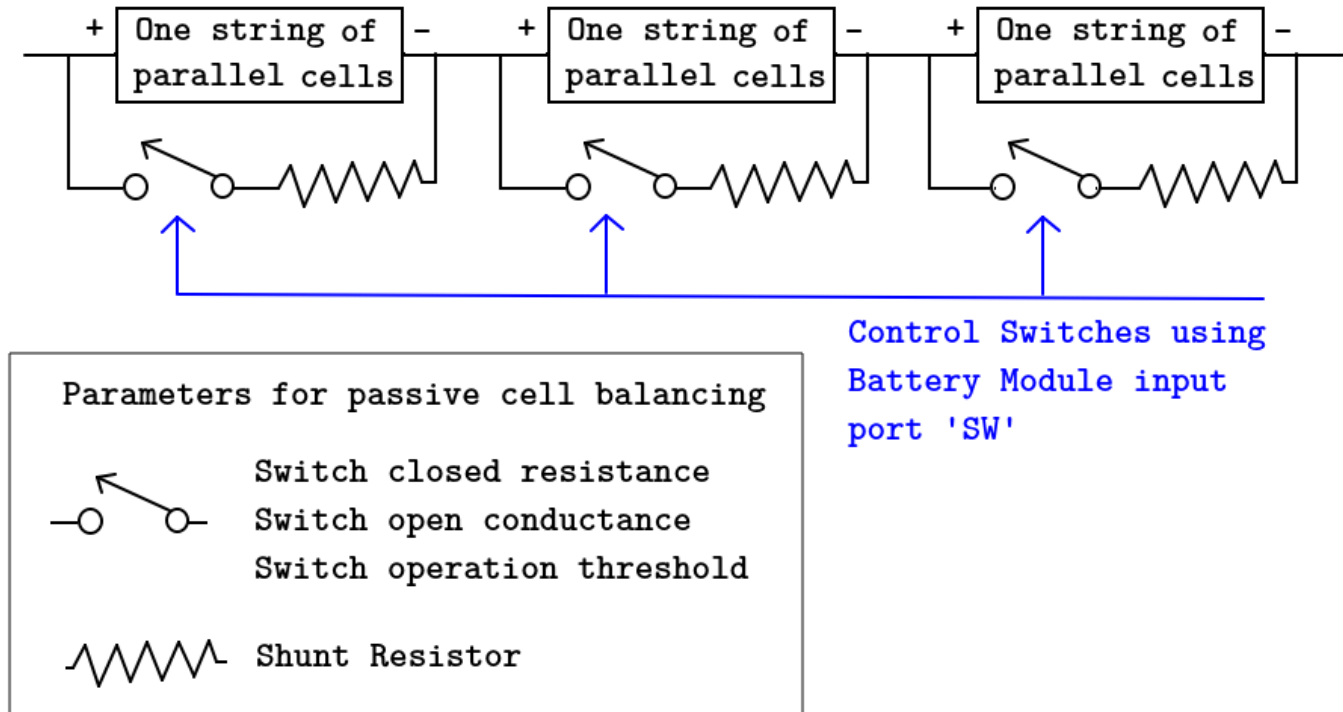 + One string of −
parallel cells
+ One string of −
parallel cells
+ One string of −
parallel cells
Control Switches using
Battery Module input
port 'SW'
Parameters for passive cell balancing
Switch closed resistance
Switch open conductance
Switch operation threshold
Shunt Resistor